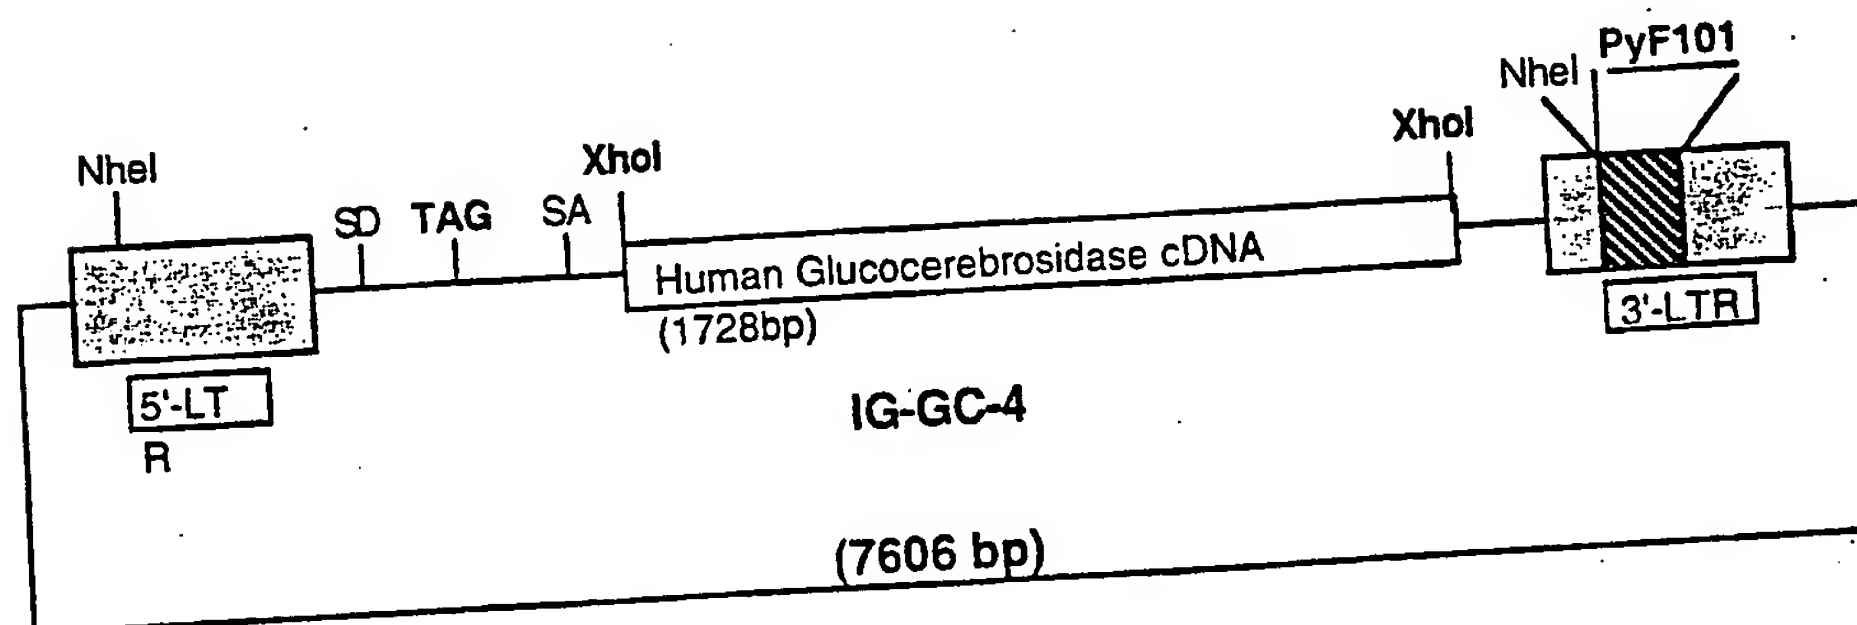 PyF101
NheI
XhoI
NheI
XhoI
SD TAG SA
Human Glucocerebrosidase cDNA
(1728bp)
3'-LTR
5'-LT
R
IG-GC-4
(7606 bp)